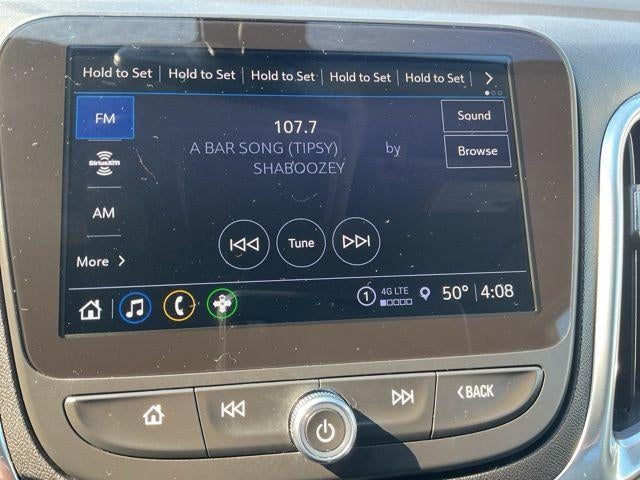 Hold to Set | Hold to Set | Hold to Set | Hold to Set | Hold to Set
FM
107.7
Sound
A BAR SONG (TIPSY) by
SHABOOZEY
Browse
SiriusXM
AM
Tune
More
1 4G LTE 50° 4:08
BACK